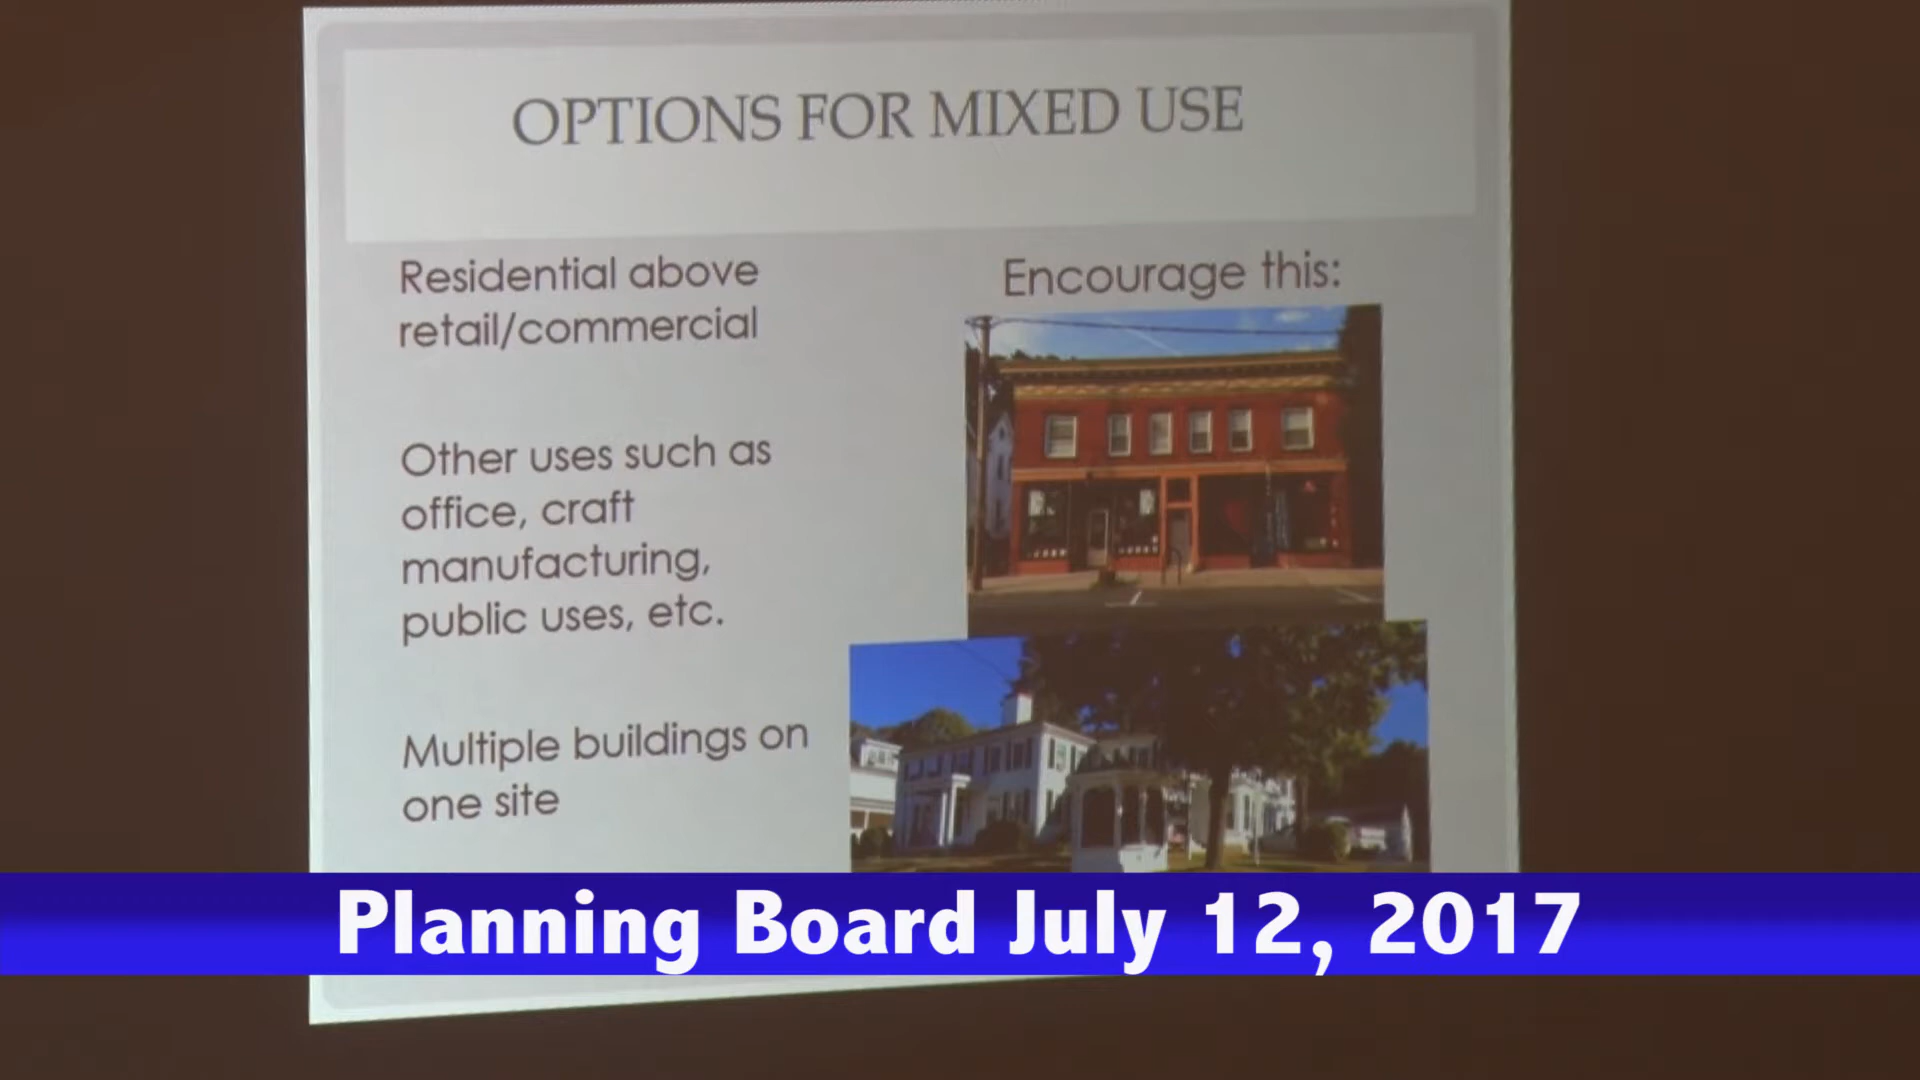 OPTIONS FOR MIXED USE
Residential above
retail/commercial
Other uses such as
office, craft
manufacturing,
public uses, etc.
Multiple buildings on
one site
Encourage this:
Planning Board July 12, 2017